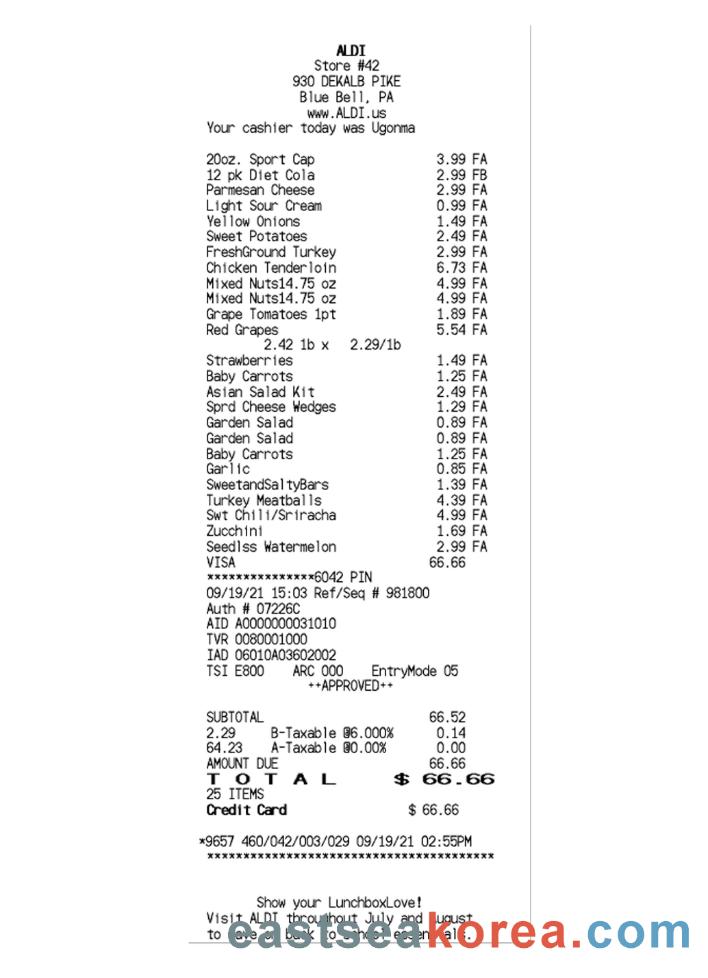 ALDI
Store #42
930 DEKALB PIKE
Blue Bell, PA
www.ALDI.us
Your cashier today was Ugonma
20oz. Sport Cap 3.99 FA
12 pk Diet Cola 2.99 FB
Parmesan Cheese 2.99 FA
Light Sour Cream 0.99 FA
Yellow Onions 1.49 FA
Sweet Potatoes 2.49 FA
FreshGround Turkey 2.99 FA
Chicken Tenderloin 6.73 FA
Mixed Nuts14.75 oz 4.99 FA
Mixed Nuts14.75 oz 4.99 FA
Grape Tomatoes 1pt 1.89 FA
Red Grapes 5.54 FA
2.42 lb x 2.29/lb
Strawberries 1.49 FA
Baby Carrots 1.25 FA
Asian Salad Kit 2.49 FA
Sprd Cheese Wedges 1.29 FA
Garden Salad 0.89 FA
Garden Salad 0.89 FA
Baby Carrots 1.25 FA
Garlic 0.85 FA
SweetandSaltyBars 1.39 FA
Turkey Meatballs 4.39 FA
Swt Chili/Sriracha 4.99 FA
Zucchini 1.69 FA
Seedlss Watermelon 2.99 FA
VISA 66.66
***************6042 PIN
09/19/21 15:03 Ref/Seq # 981800
Auth # 07226C
AID A0000000031010
TVR 0080001000
IAD 06010A03602002
TSI E800 ARC 000 EntryMode 05
++APPROVED++
SUBTOTAL 66.52
2.29 B-Taxable @6.000% 0.14
64.23 A-Taxable @0.00% 0.00
AMOUNT DUE 66.66
TOTAL $ 66.66
25 ITEMS
Credit Card $ 66.66
*9657 460/042/003/029 09/19/21 02:55PM
****************************************
Show your LunchboxLove!
Visit ALDI throughout July and August
to save on back to school essentials.
eastseakorea.com